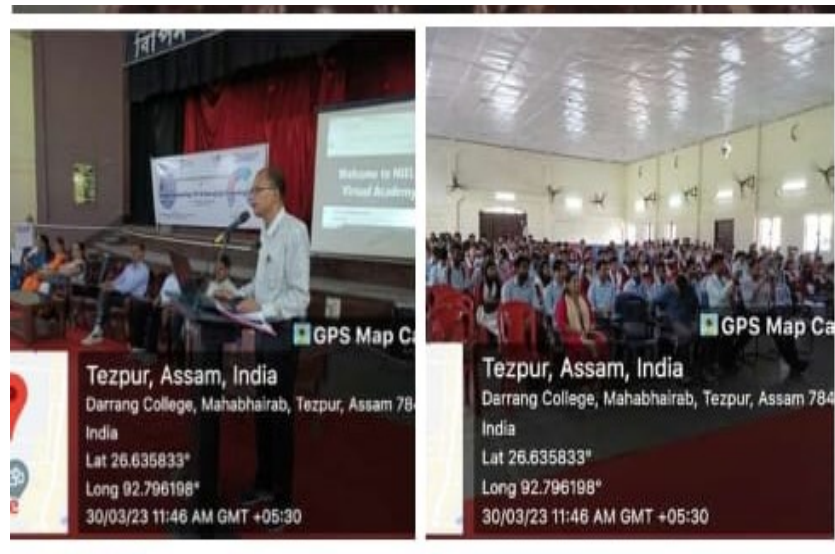 বিপিন
Welcome to NIEL
Virtual Academy
GPS Map Ca
Tezpur, Assam, India
Darrang College, Mahabhairab, Tezpur, Assam 784
India
Lat 26.635833°
Long 92.796198°
30/03/23 11:46 AM GMT +05:30
GPS Map Ca
Tezpur, Assam, India
Darrang College, Mahabhairab, Tezpur, Assam 784
India
Lat 26.635833°
Long 92.796198°
30/03/23 11:46 AM GMT +05:30